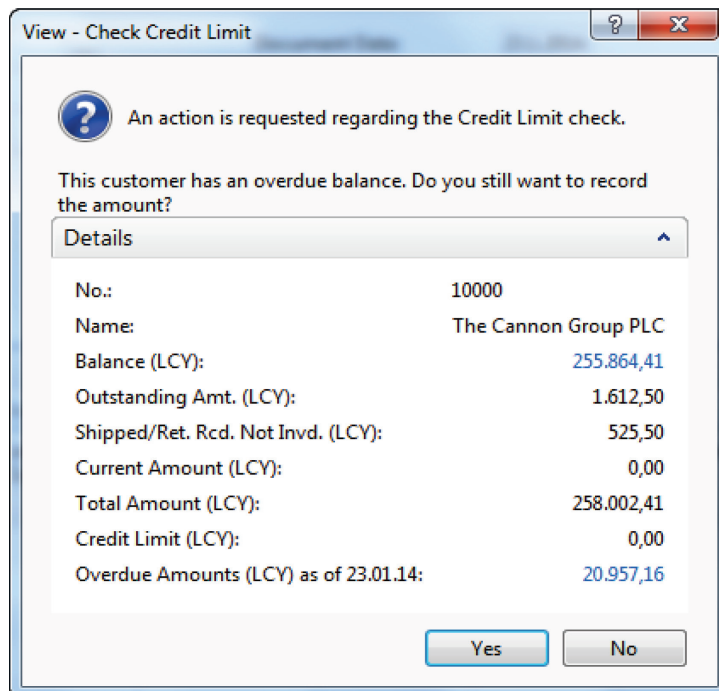 View - Check Credit Limit
An action is requested regarding the Credit Limit check.
This customer has an overdue balance. Do you still want to record
the amount?
Details
No.: 10000
Name: The Cannon Group PLC
Balance (LCY): 255.864,41
Outstanding Amt. (LCY): 1.612,50
Shipped/Ret. Rcd. Not Invd. (LCY): 525,50
Current Amount (LCY): 0,00
Total Amount (LCY): 258.002,41
Credit Limit (LCY): 0,00
Overdue Amounts (LCY) as of 23.01.14: 20.957,16
Yes No